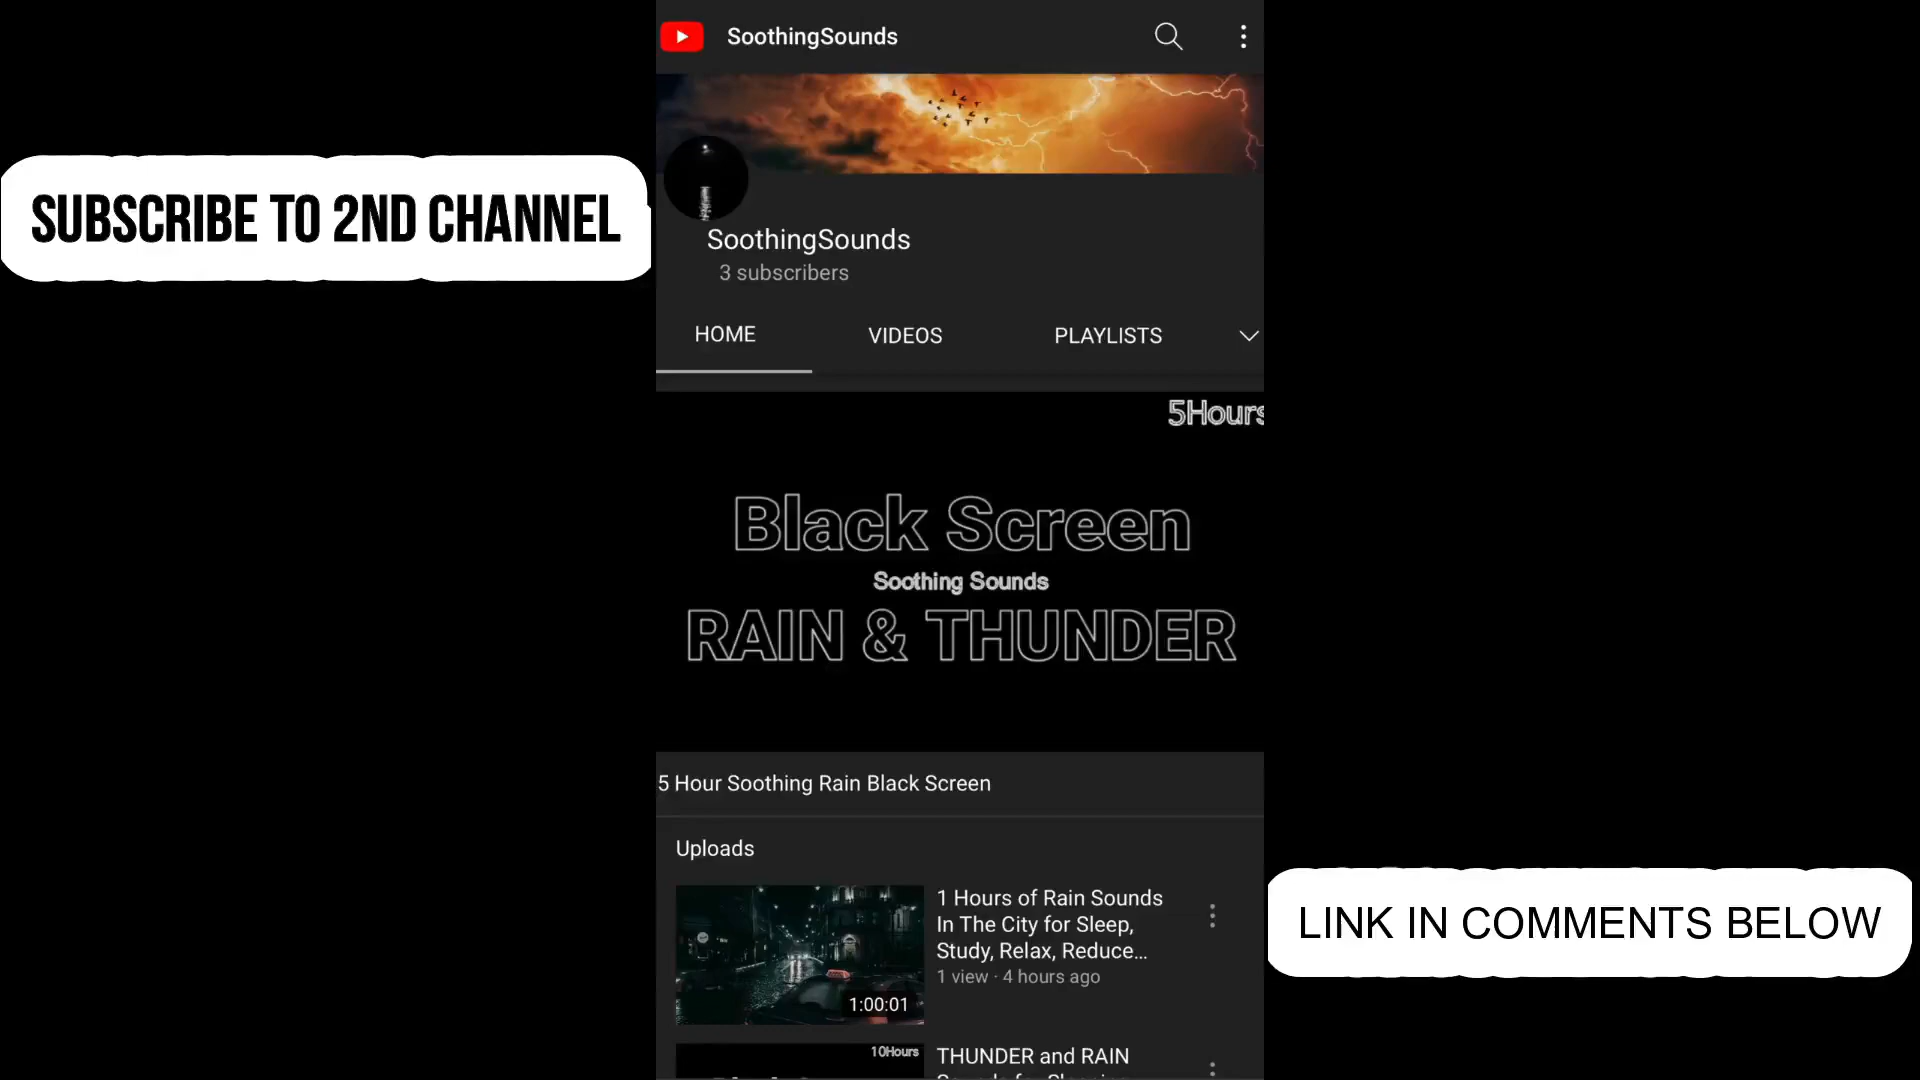 SoothingSounds
SUBSCRIBE TO 2ND CHANNEL
SoothingSounds
3 subscribers
HOME VIDEOS PLAYLISTS
5Hours
Black Screen
Soothing Sounds
RAIN & THUNDER
5 Hour Soothing Rain Black Screen
Uploads
1 Hours of Rain Sounds
In The City for Sleep,
Study, Relax, Reduce...
1 view · 4 hours ago
1:00:01
LINK IN COMMENTS BELOW
10Hours
THUNDER and RAIN